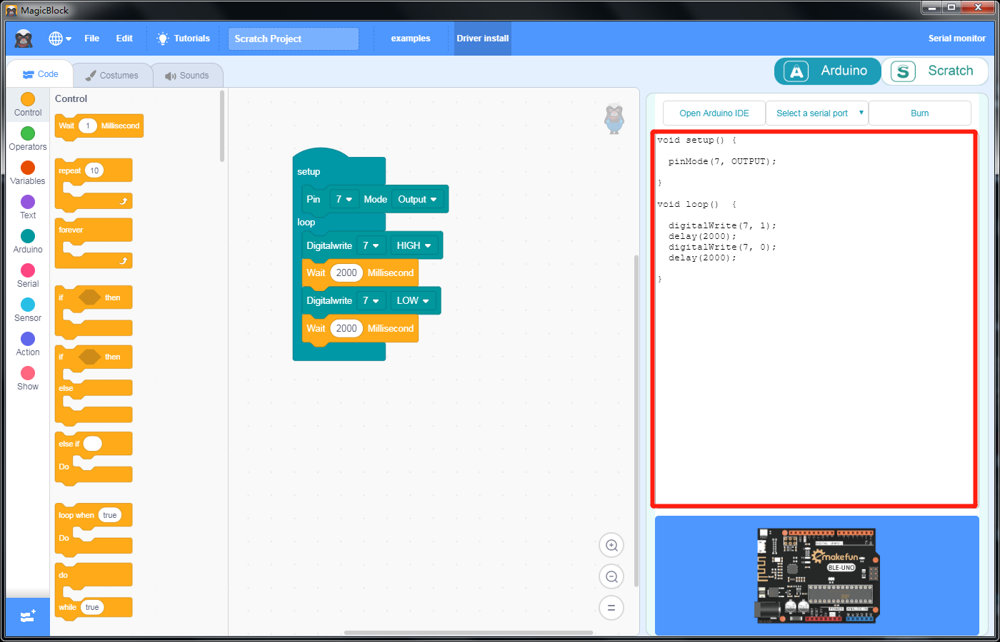 MagicBlock
File Edit Tutorials Scratch Project examples Driver install Serial monitor
Code Costumes Sounds
Arduino Scratch
Control
Operators
Variables
Text
Arduino
Serial
Sensor
Action
Show
Control
Wait 1 Millisecond
repeat 10
forever
if then
if then
else
else if
Do
loop when true
Do
do
while true
setup
Pin 7 Mode Output
loop
Digitalwrite 7 HIGH
Wait 2000 Millisecond
Digitalwrite 7 LOW
Wait 2000 Millisecond
Open Arduino IDE Select a serial port Burn
void setup() {
pinMode(7, OUTPUT);
}
void loop() {
digitalWrite(7, 1);
delay(2000);
digitalWrite(7, 0);
delay(2000);
}
emakefun
BLE-UNO